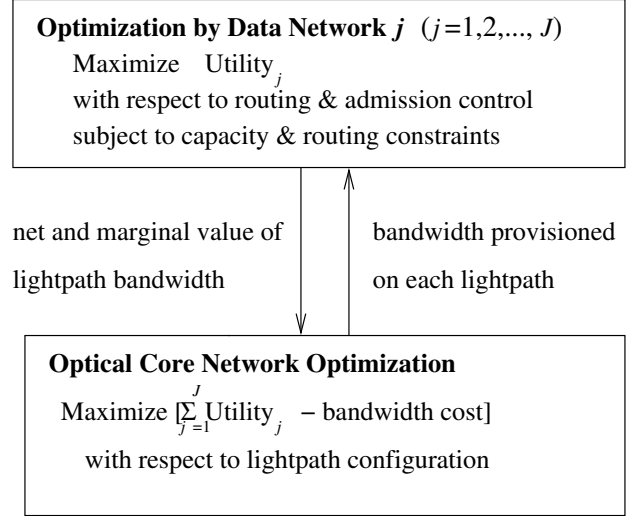 Optimization by Data Network j (j=1,2,..., J)
Maximize Utility_j
with respect to routing & admission control
subject to capacity & routing constraints
net and marginal value of
lightpath bandwidth
bandwidth provisioned
on each lightpath
Optical Core Network Optimization
Maximize [Σ_{j=1}^{J} Utility_j − bandwidth cost]
with respect to lightpath configuration